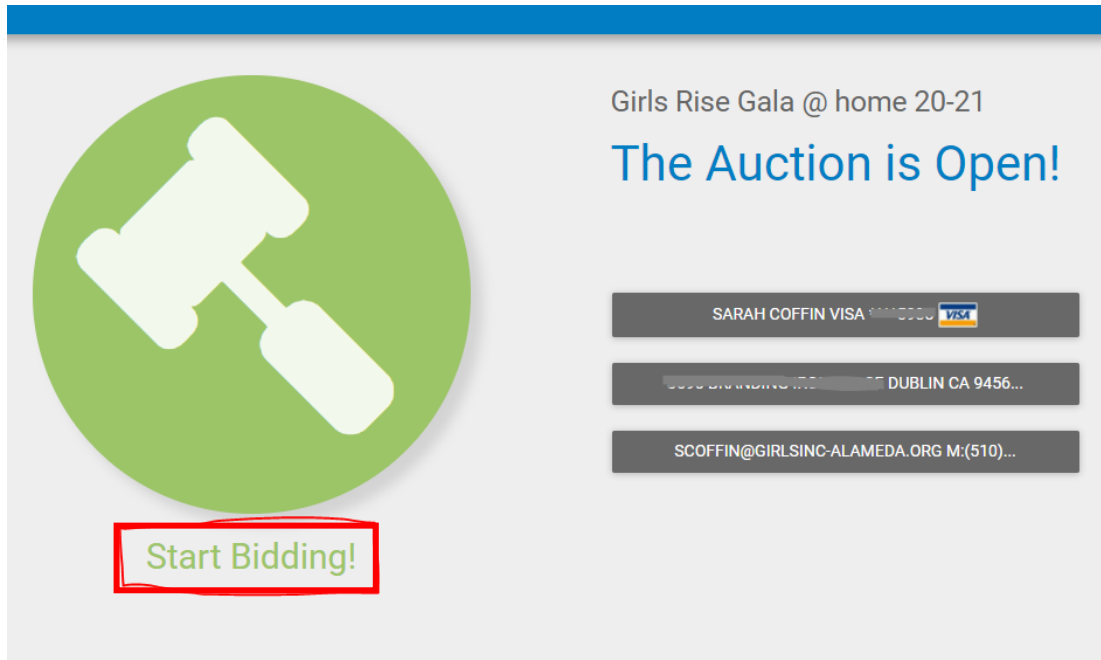 Girls Rise Gala @ home 20-21
The Auction is Open!
SARAH COFFIN VISA VISA
DUBLIN CA 9456...
SCOFFIN@GIRLSINC-ALAMEDA.ORG M:(510)...
Start Bidding!